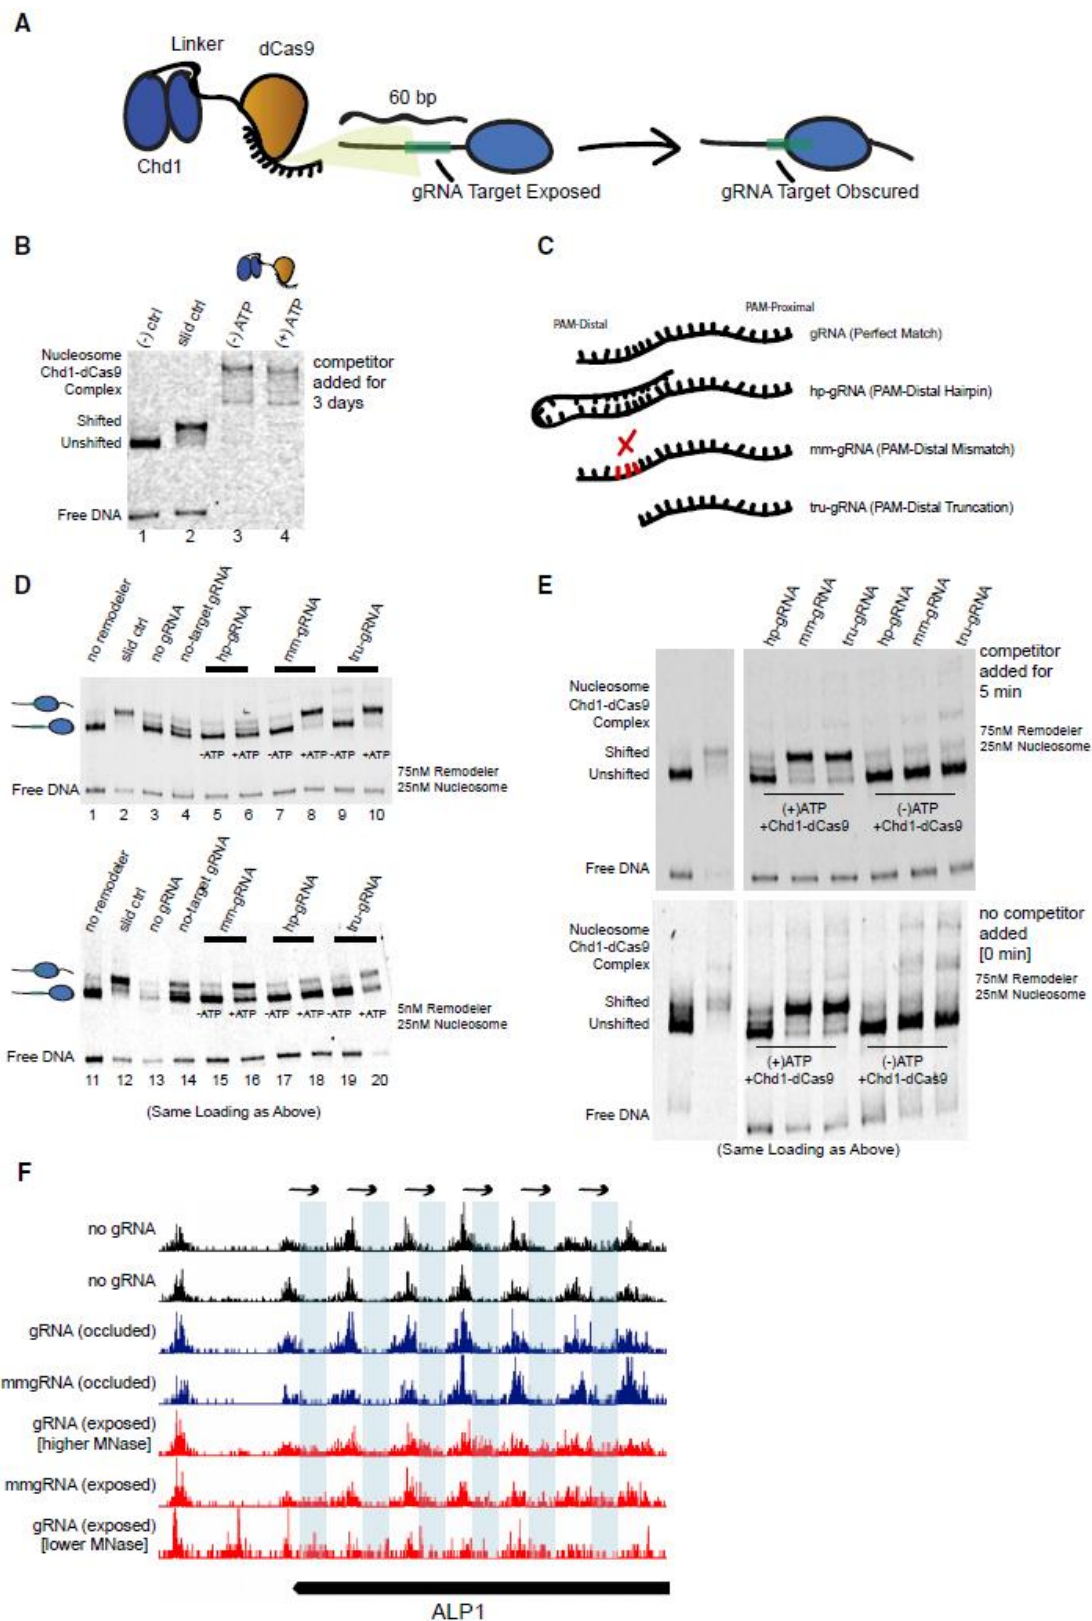 A
Linker
dCas9
60 bp
Chd1
gRNA Target Exposed
gRNA Target Obscured
B
(-) ctrl
slid ctrl
(-) ATP
(+) ATP
Nucleosome
Chd1-dCas9
Complex
Shifted
Unshifted
Free DNA
competitor
added for
3 days
1 2 3 4
C
PAM-Distal
PAM-Proximal
gRNA (Perfect Match)
hp-gRNA (PAM-Distal Hairpin)
mm-gRNA (PAM-Distal Mismatch)
tru-gRNA (PAM-Distal Truncation)
D
no remodeler
slid ctrl
no gRNA
no-target gRNA
hp-gRNA
mm-gRNA
tru-gRNA
-ATP +ATP -ATP +ATP -ATP +ATP
Free DNA
75nM Remodeler
25nM Nucleosome
1 2 3 4 5 6 7 8 9 10
no remodeler
slid ctrl
no gRNA
no-target gRNA
mm-gRNA
hp-gRNA
tru-gRNA
-ATP +ATP -ATP +ATP -ATP +ATP
5nM Remodeler
25nM Nucleosome
Free DNA
11 12 13 14 15 16 17 18 19 20
(Same Loading as Above)
E
hp-gRNA
mm-gRNA
tru-gRNA
hp-gRNA
mm-gRNA
tru-gRNA
competitor
added for
5 min
Nucleosome
Chd1-dCas9
Complex
75nM Remodeler
25nM Nucleosome
Shifted
Unshifted
(+)ATP
+Chd1-dCas9
(-)ATP
+Chd1-dCas9
Free DNA
Nucleosome
Chd1-dCas9
Complex
no competitor
added
[0 min]
75nM Remodeler
25nM Nucleosome
Shifted
Unshifted
(+)ATP
+Chd1-dCas9
(-)ATP
+Chd1-dCas9
Free DNA
(Same Loading as Above)
F
no gRNA
no gRNA
gRNA (occluded)
mmgRNA (occluded)
gRNA (exposed)
[higher MNase]
mmgRNA (exposed)
gRNA (exposed)
[lower MNase]
ALP1